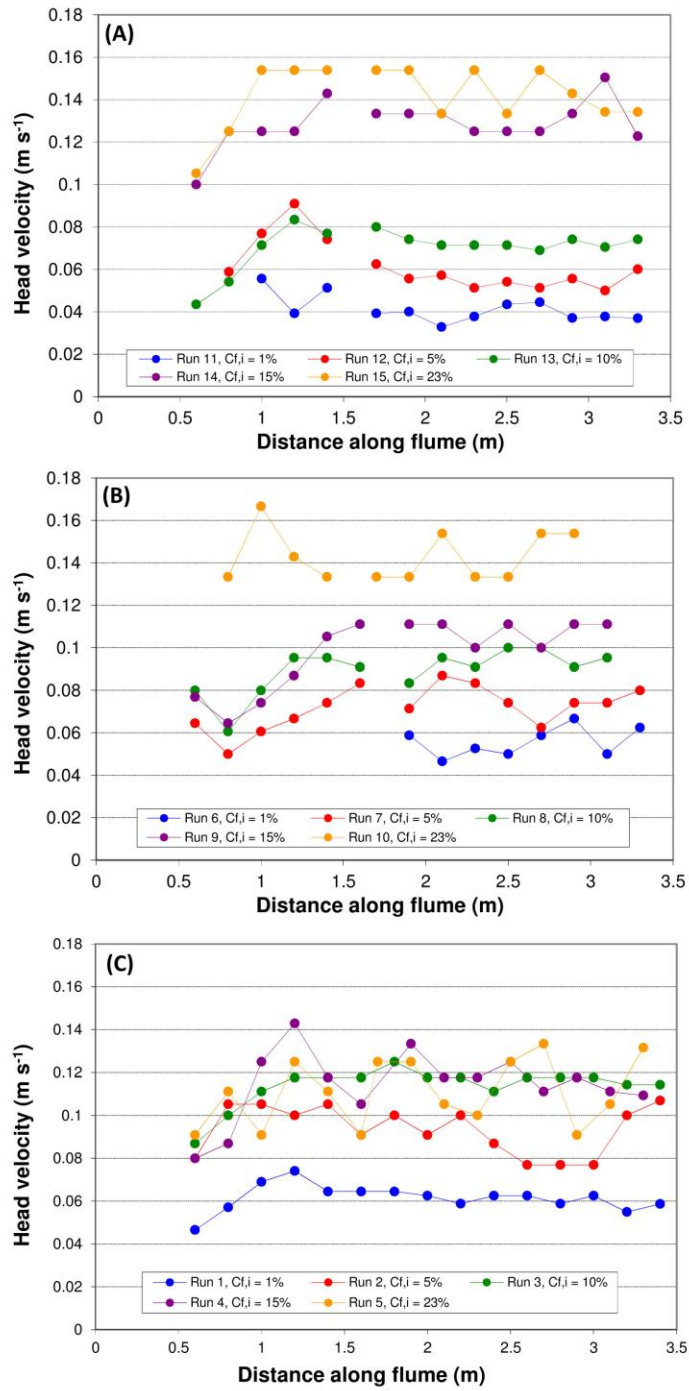 (A)
Head velocity (m s⁻¹)
0.18
0.16
0.14
0.12
0.1
0.08
0.06
0.04
0.02
0
Run 11, Cf,i = 1% Run 12, Cf,i = 5% Run 13, Cf,i = 10%
Run 14, Cf,i = 15% Run 15, Cf,i = 23%
0 0.5 1 1.5 2 2.5 3 3.5
Distance along flume (m)
(B)
Head velocity (m s⁻¹)
0.18
0.16
0.14
0.12
0.1
0.08
0.06
0.04
0.02
0
Run 6, Cf,i = 1% Run 7, Cf,i = 5% Run 8, Cf,i = 10%
Run 9, Cf,i = 15% Run 10, Cf,i = 23%
0 0.5 1 1.5 2 2.5 3 3.5
Distance along flume (m)
(C)
Head velocity (m s⁻¹)
0.18
0.16
0.14
0.12
0.1
0.08
0.06
0.04
0.02
0
Run 1, Cf,i = 1% Run 2, Cf,i = 5% Run 3, Cf,i = 10%
Run 4, Cf,i = 15% Run 5, Cf,i = 23%
0 0.5 1 1.5 2 2.5 3 3.5
Distance along flume (m)